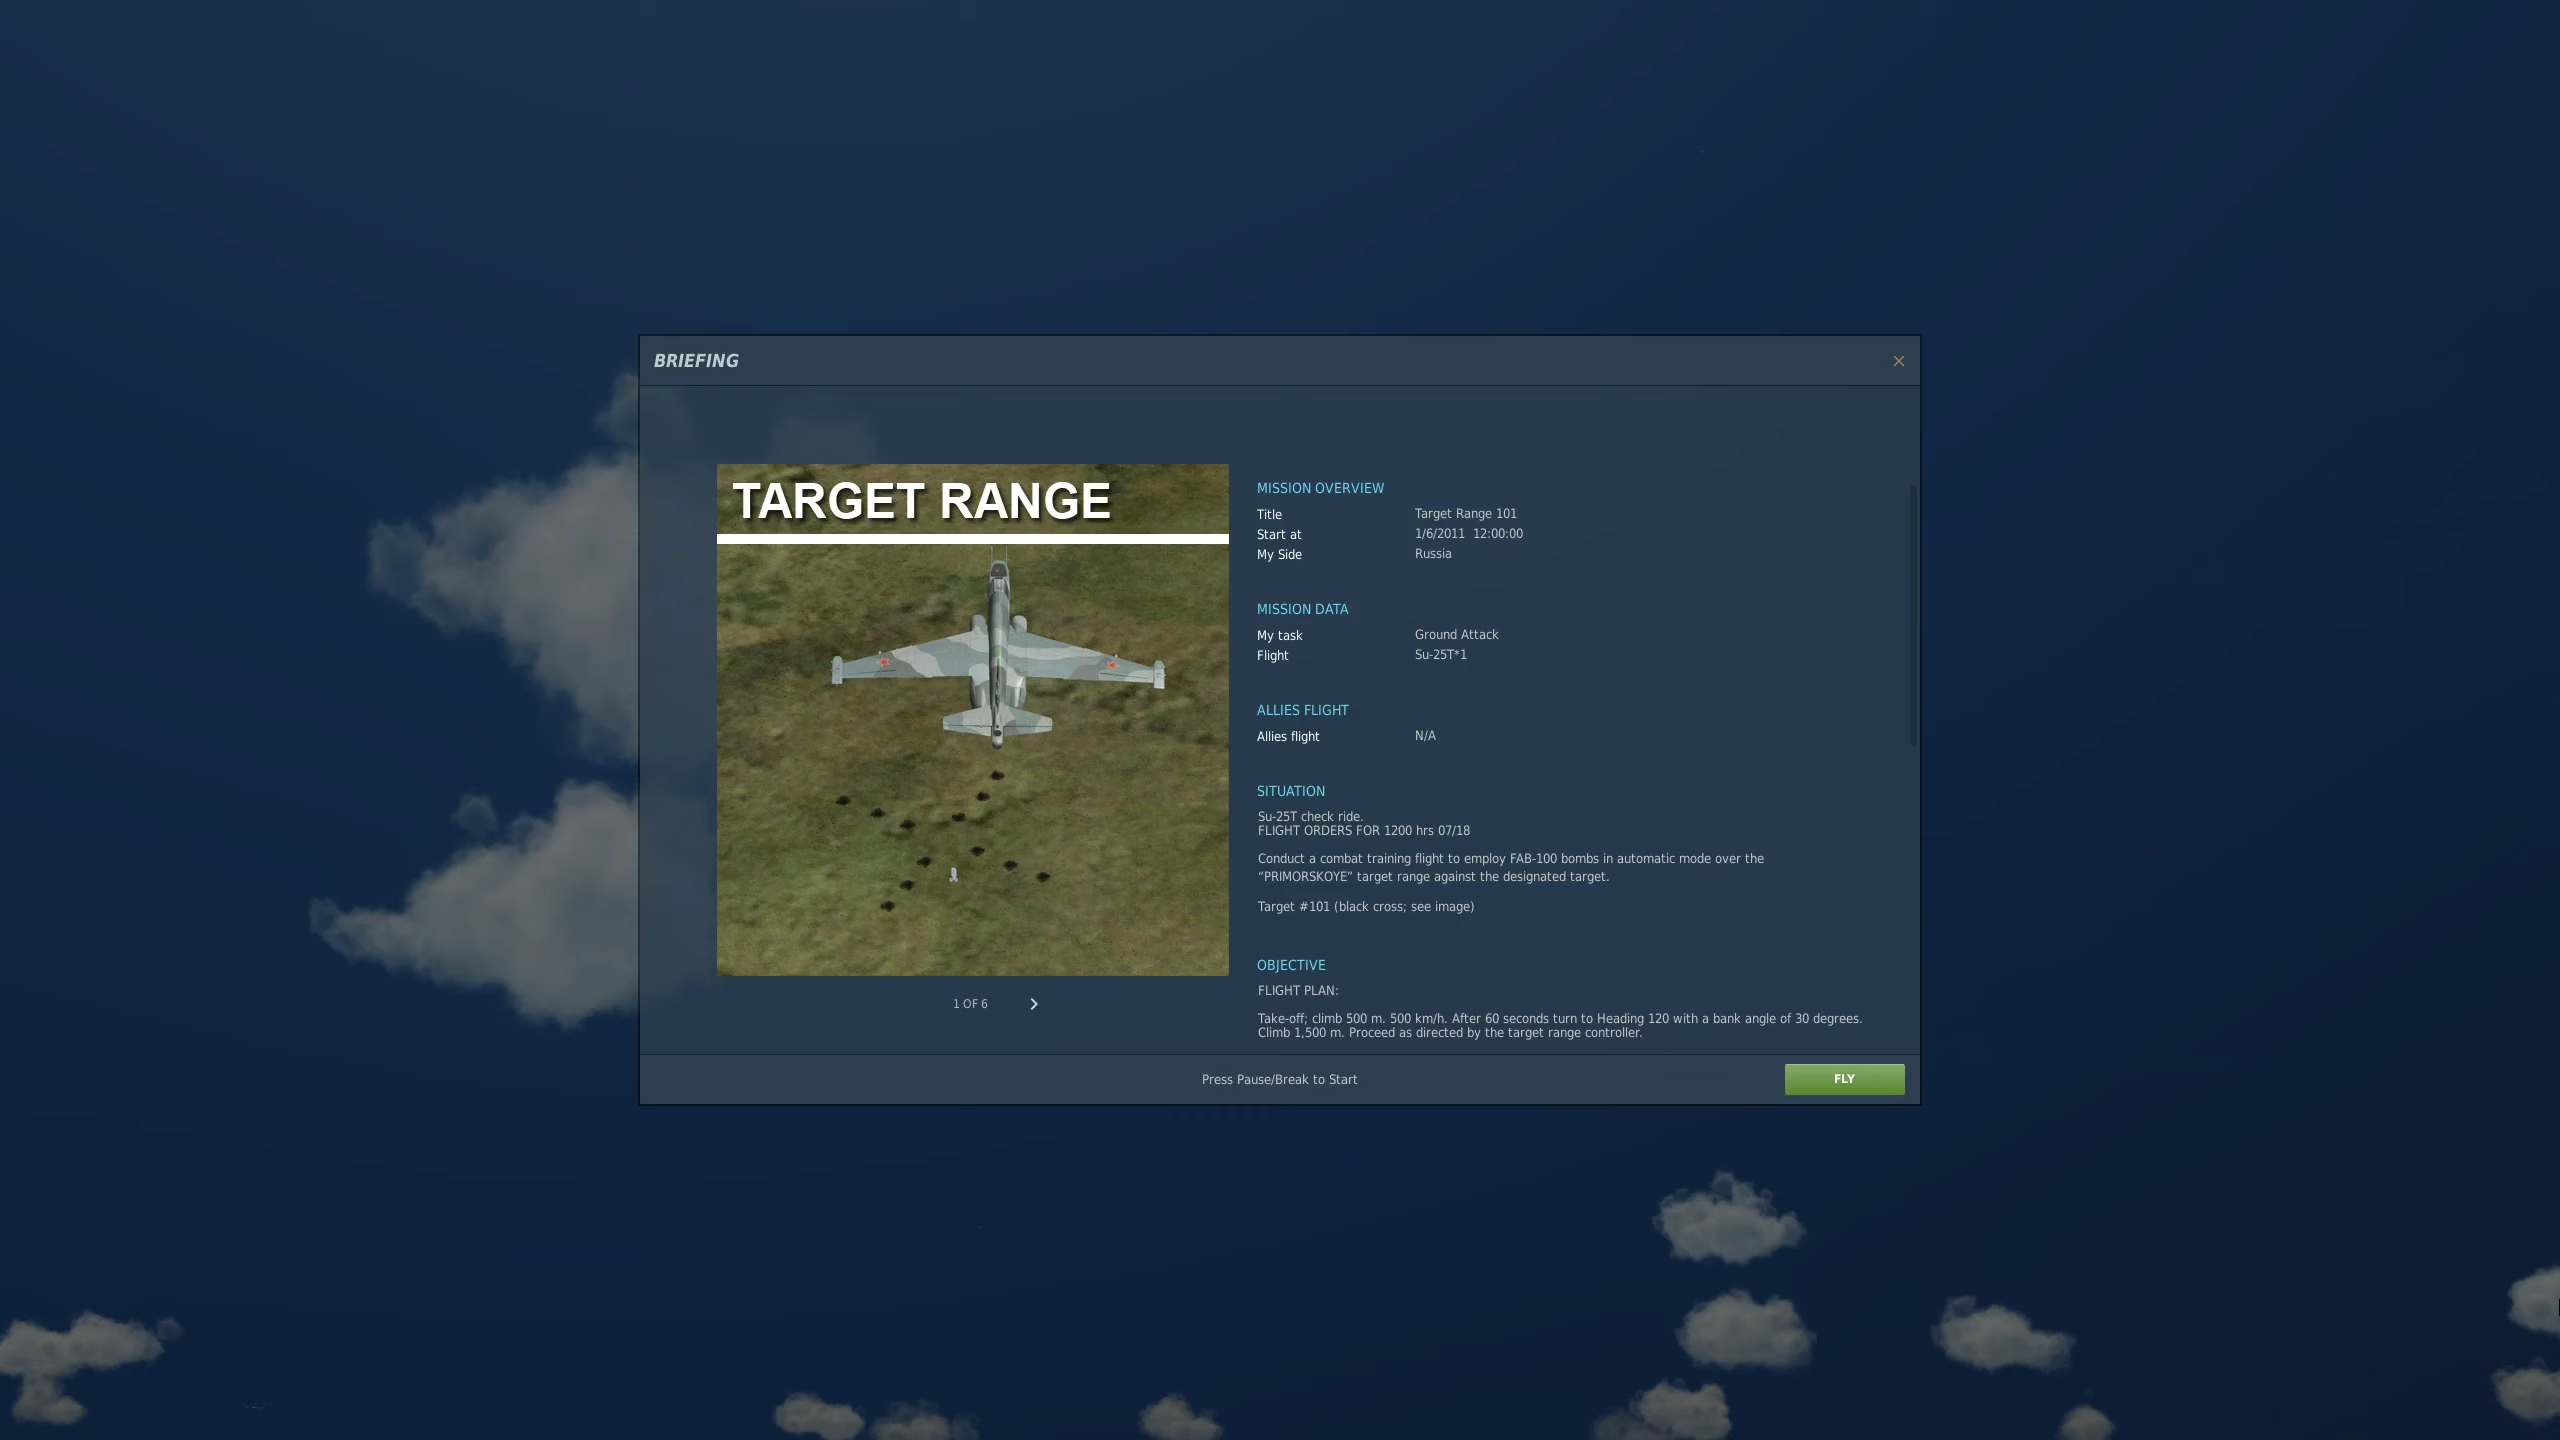 BRIEFING
TARGET RANGE
1 OF 6
MISSION OVERVIEW
Title Target Range 101
Start at 1/6/2011 12:00:00
My Side Russia
MISSION DATA
My task Ground Attack
Flight Su-25T*1
ALLIES FLIGHT
Allies flight N/A
SITUATION
Su-25T check ride.
FLIGHT ORDERS FOR 1200 hrs 07/18
Conduct a combat training flight to employ FAB-100 bombs in automatic mode over the
“PRIMORSKOYE” target range against the designated target.
Target #101 (black cross; see image)
OBJECTIVE
FLIGHT PLAN:
Take-off; climb 500 m. 500 km/h. After 60 seconds turn to Heading 120 with a bank angle of 30 degrees.
Climb 1,500 m. Proceed as directed by the target range controller.
Press Pause/Break to Start
FLY